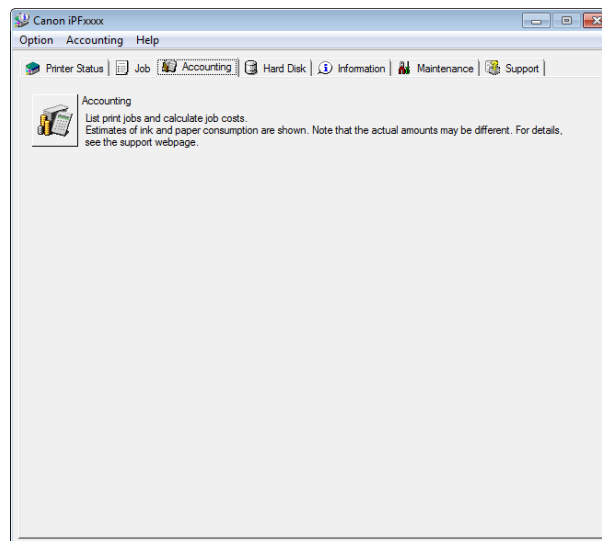 Canon iPFxxxx
Option Accounting Help
Printer Status Job Accounting Hard Disk Information Maintenance Support
Accounting
List print jobs and calculate job costs.
Estimates of ink and paper consumption are shown. Note that the actual amounts may be different. For details,
see the support webpage.